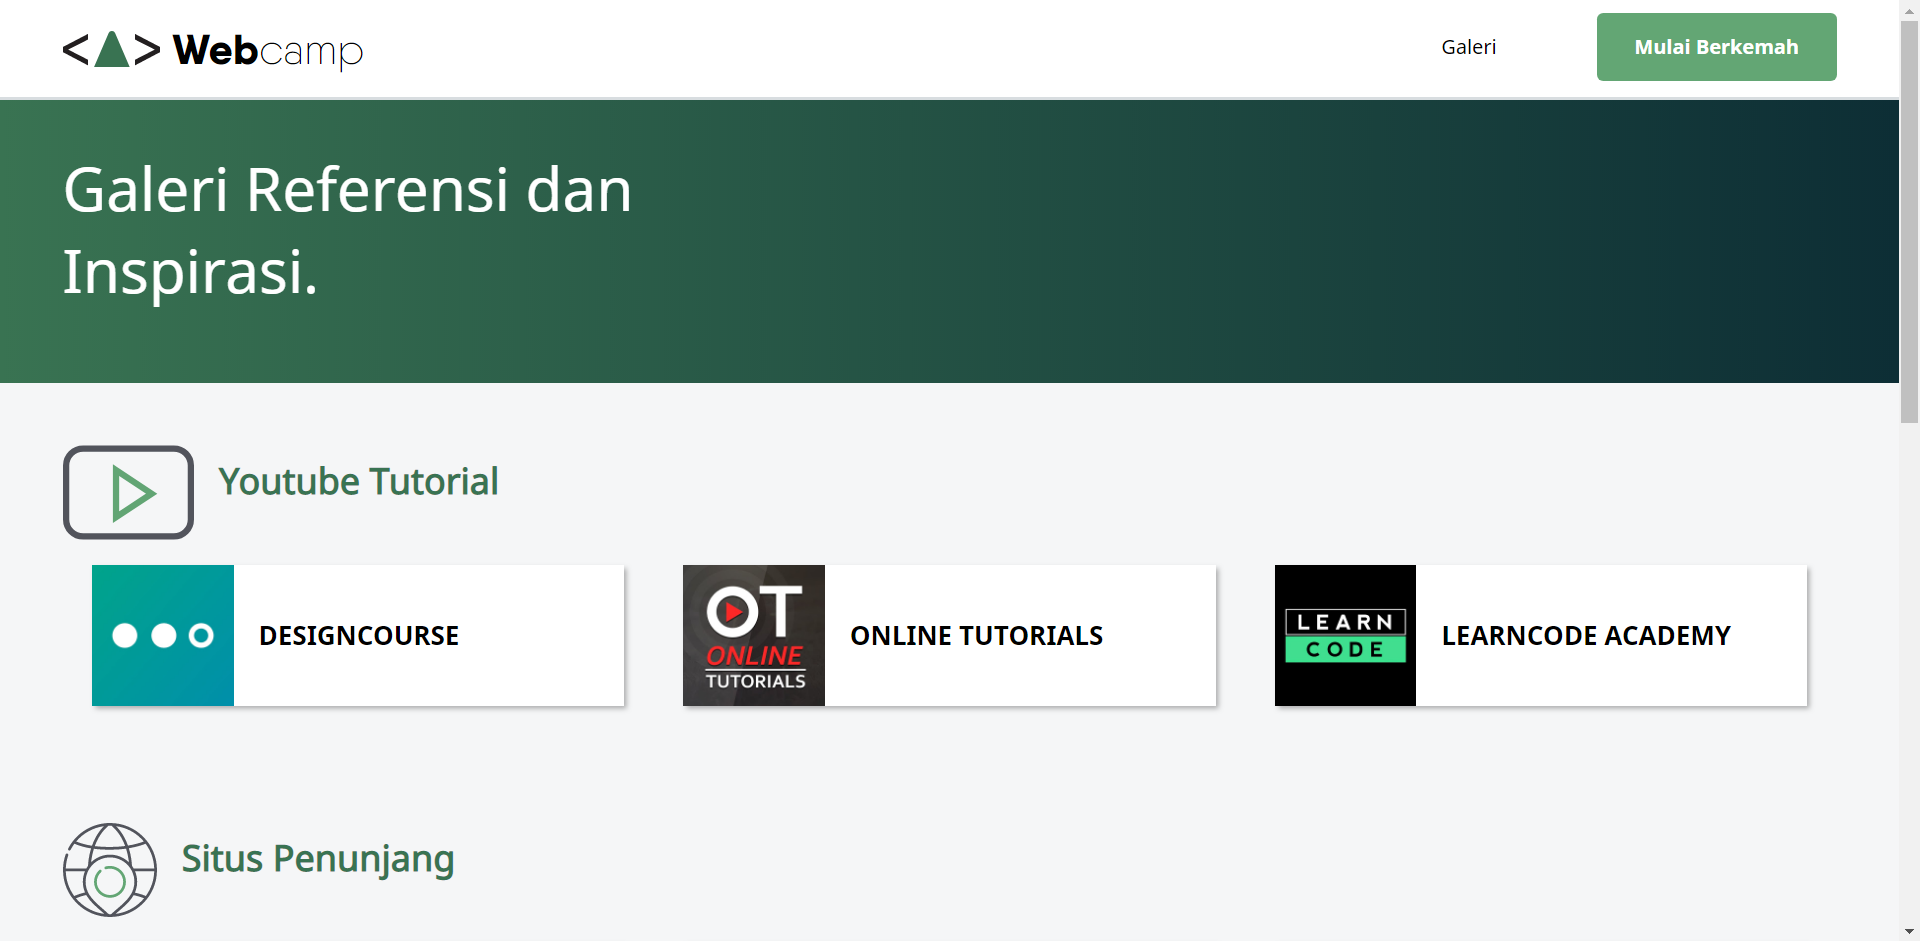 <A> Webcamp
Galeri
Mulai Berkemah
Galeri Referensi dan
Inspirasi.
Youtube Tutorial
DESIGNCOURSE
OT
ONLINE
TUTORIALS
ONLINE TUTORIALS
LEARN
CODE
LEARNCODE ACADEMY
Situs Penunjang